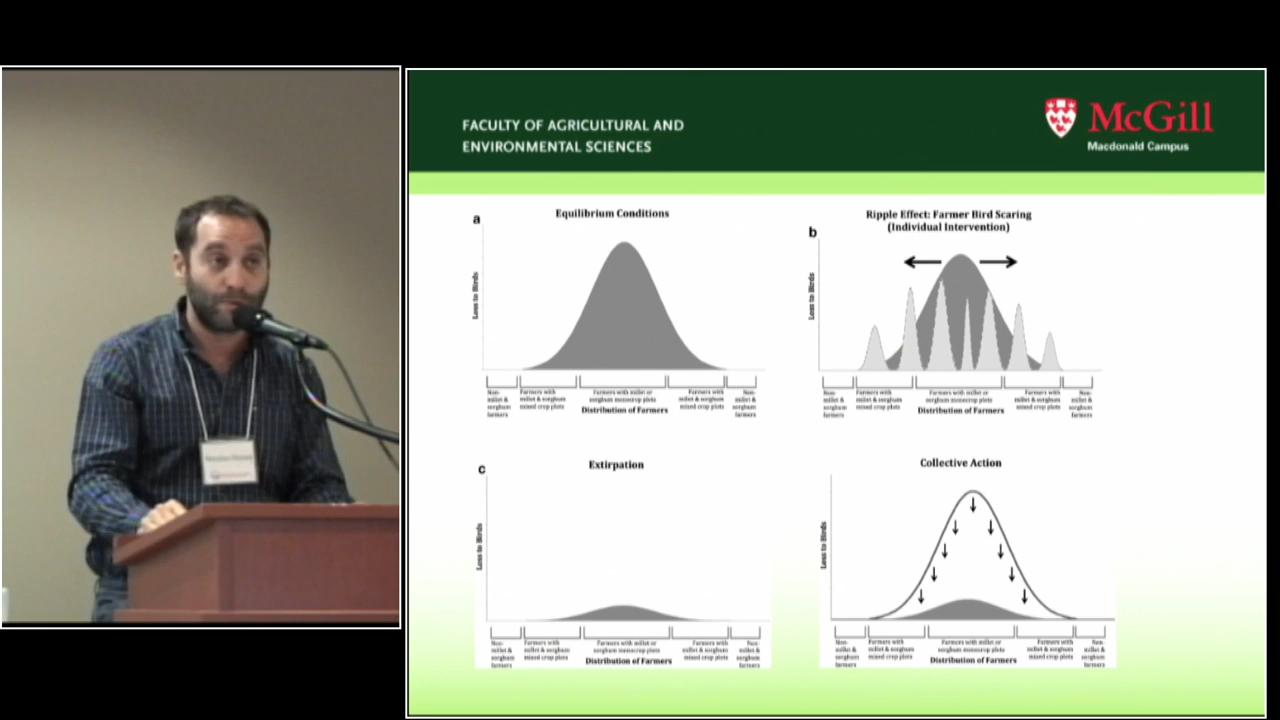 FACULTY OF AGRICULTURAL AND
ENVIRONMENTAL SCIENCES
McGill
Macdonald Campus
a
Equilibrium Conditions
Loss to Birds
Non-
millet &
sorghum
farmers
Farmers with
millet & sorghum
mixed crop plots
Farmers with millet or
sorghum monocrop plots
Farmers with
millet & sorghum
mixed crop plots
Non-
millet &
sorghum
farmers
Distribution of Farmers
b
Ripple Effect: Farmer Bird Scaring
(Individual Intervention)
Loss to Birds
Non-
millet &
sorghum
farmers
Farmers with
millet & sorghum
mixed crop plots
Farmers with millet or
sorghum monocrop plots
Farmers with
millet & sorghum
mixed crop plots
Non-
millet &
sorghum
farmers
Distribution of Farmers
c
Extirpation
Loss to Birds
Non-
millet &
sorghum
farmers
Farmers with
millet & sorghum
mixed crop plots
Farmers with millet or
sorghum monocrop plots
Farmers with
millet & sorghum
mixed crop plots
Non-
millet &
sorghum
farmers
Distribution of Farmers
Collective Action
Loss to Birds
Non-
millet &
sorghum
farmers
Farmers with
millet & sorghum
mixed crop plots
Farmers with millet or
sorghum monocrop plots
Farmers with
millet & sorghum
mixed crop plots
Non
millet &
sorghum
farmers
Distribution of Farmers